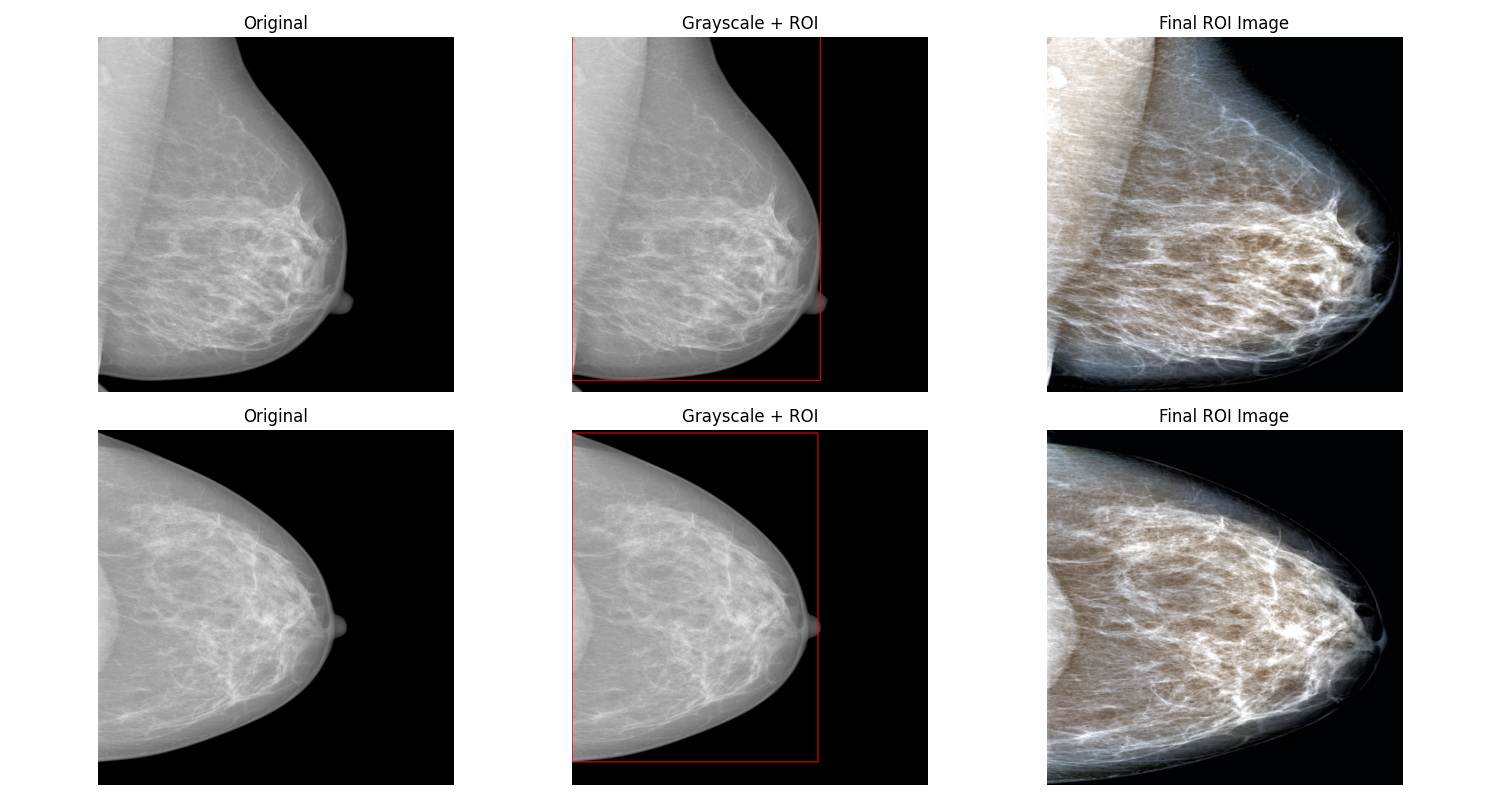 Original
Grayscale + ROI
Final ROI Image
Original
Grayscale + ROI
Final ROI Image